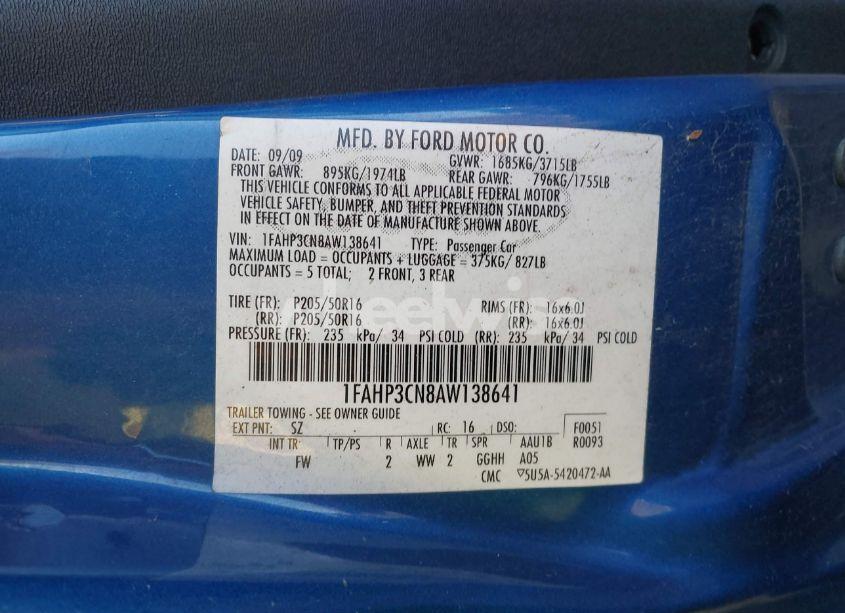 MFD. BY FORD MOTOR CO.
DATE: 09/09 GVWR: 1685KG/3715LB
FRONT GAWR: 895KG/1974LB REAR GAWR: 796KG/1755LB
THIS VEHICLE CONFORMS TO ALL APPLICABLE FEDERAL MOTOR
VEHICLE SAFETY, BUMPER, AND THEFT PREVENTION STANDARDS
IN EFFECT ON THE DATE OF MANUFACTURE SHOWN ABOVE.
VIN: 1FAHP3CN8AW138641 TYPE: Passenger Car
MAXIMUM LOAD = OCCUPANTS + LUGGAGE = 375KG/ 827LB
OCCUPANTS = 5 TOTAL; 2 FRONT, 3 REAR
TIRE (FR): P205/50R16 RIMS (FR): 16x6.0J
(RR): P205/50R16 (RR): 16x6.0J
PRESSURE (FR): 235 kPa/ 34 PSI COLD (RR): 235 kPa/ 34 PSI COLD
1FAHP3CN8AW138641
TRAILER TOWING - SEE OWNER GUIDE
EXT PNT: SZ RC: 16 DSO: F0051
INT TR: TP/PS R AXLE TR SPR AAU1B R0093
FW 2 WW 2 GGHH A05
CMC ▽5U5A-5420472-AA